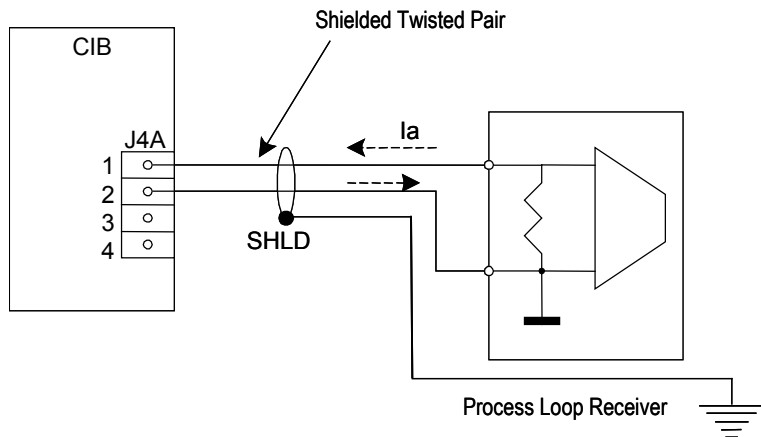 Shielded Twisted Pair
CIB
J4A
Ia
1
2
3
4
SHLD
Process Loop Receiver